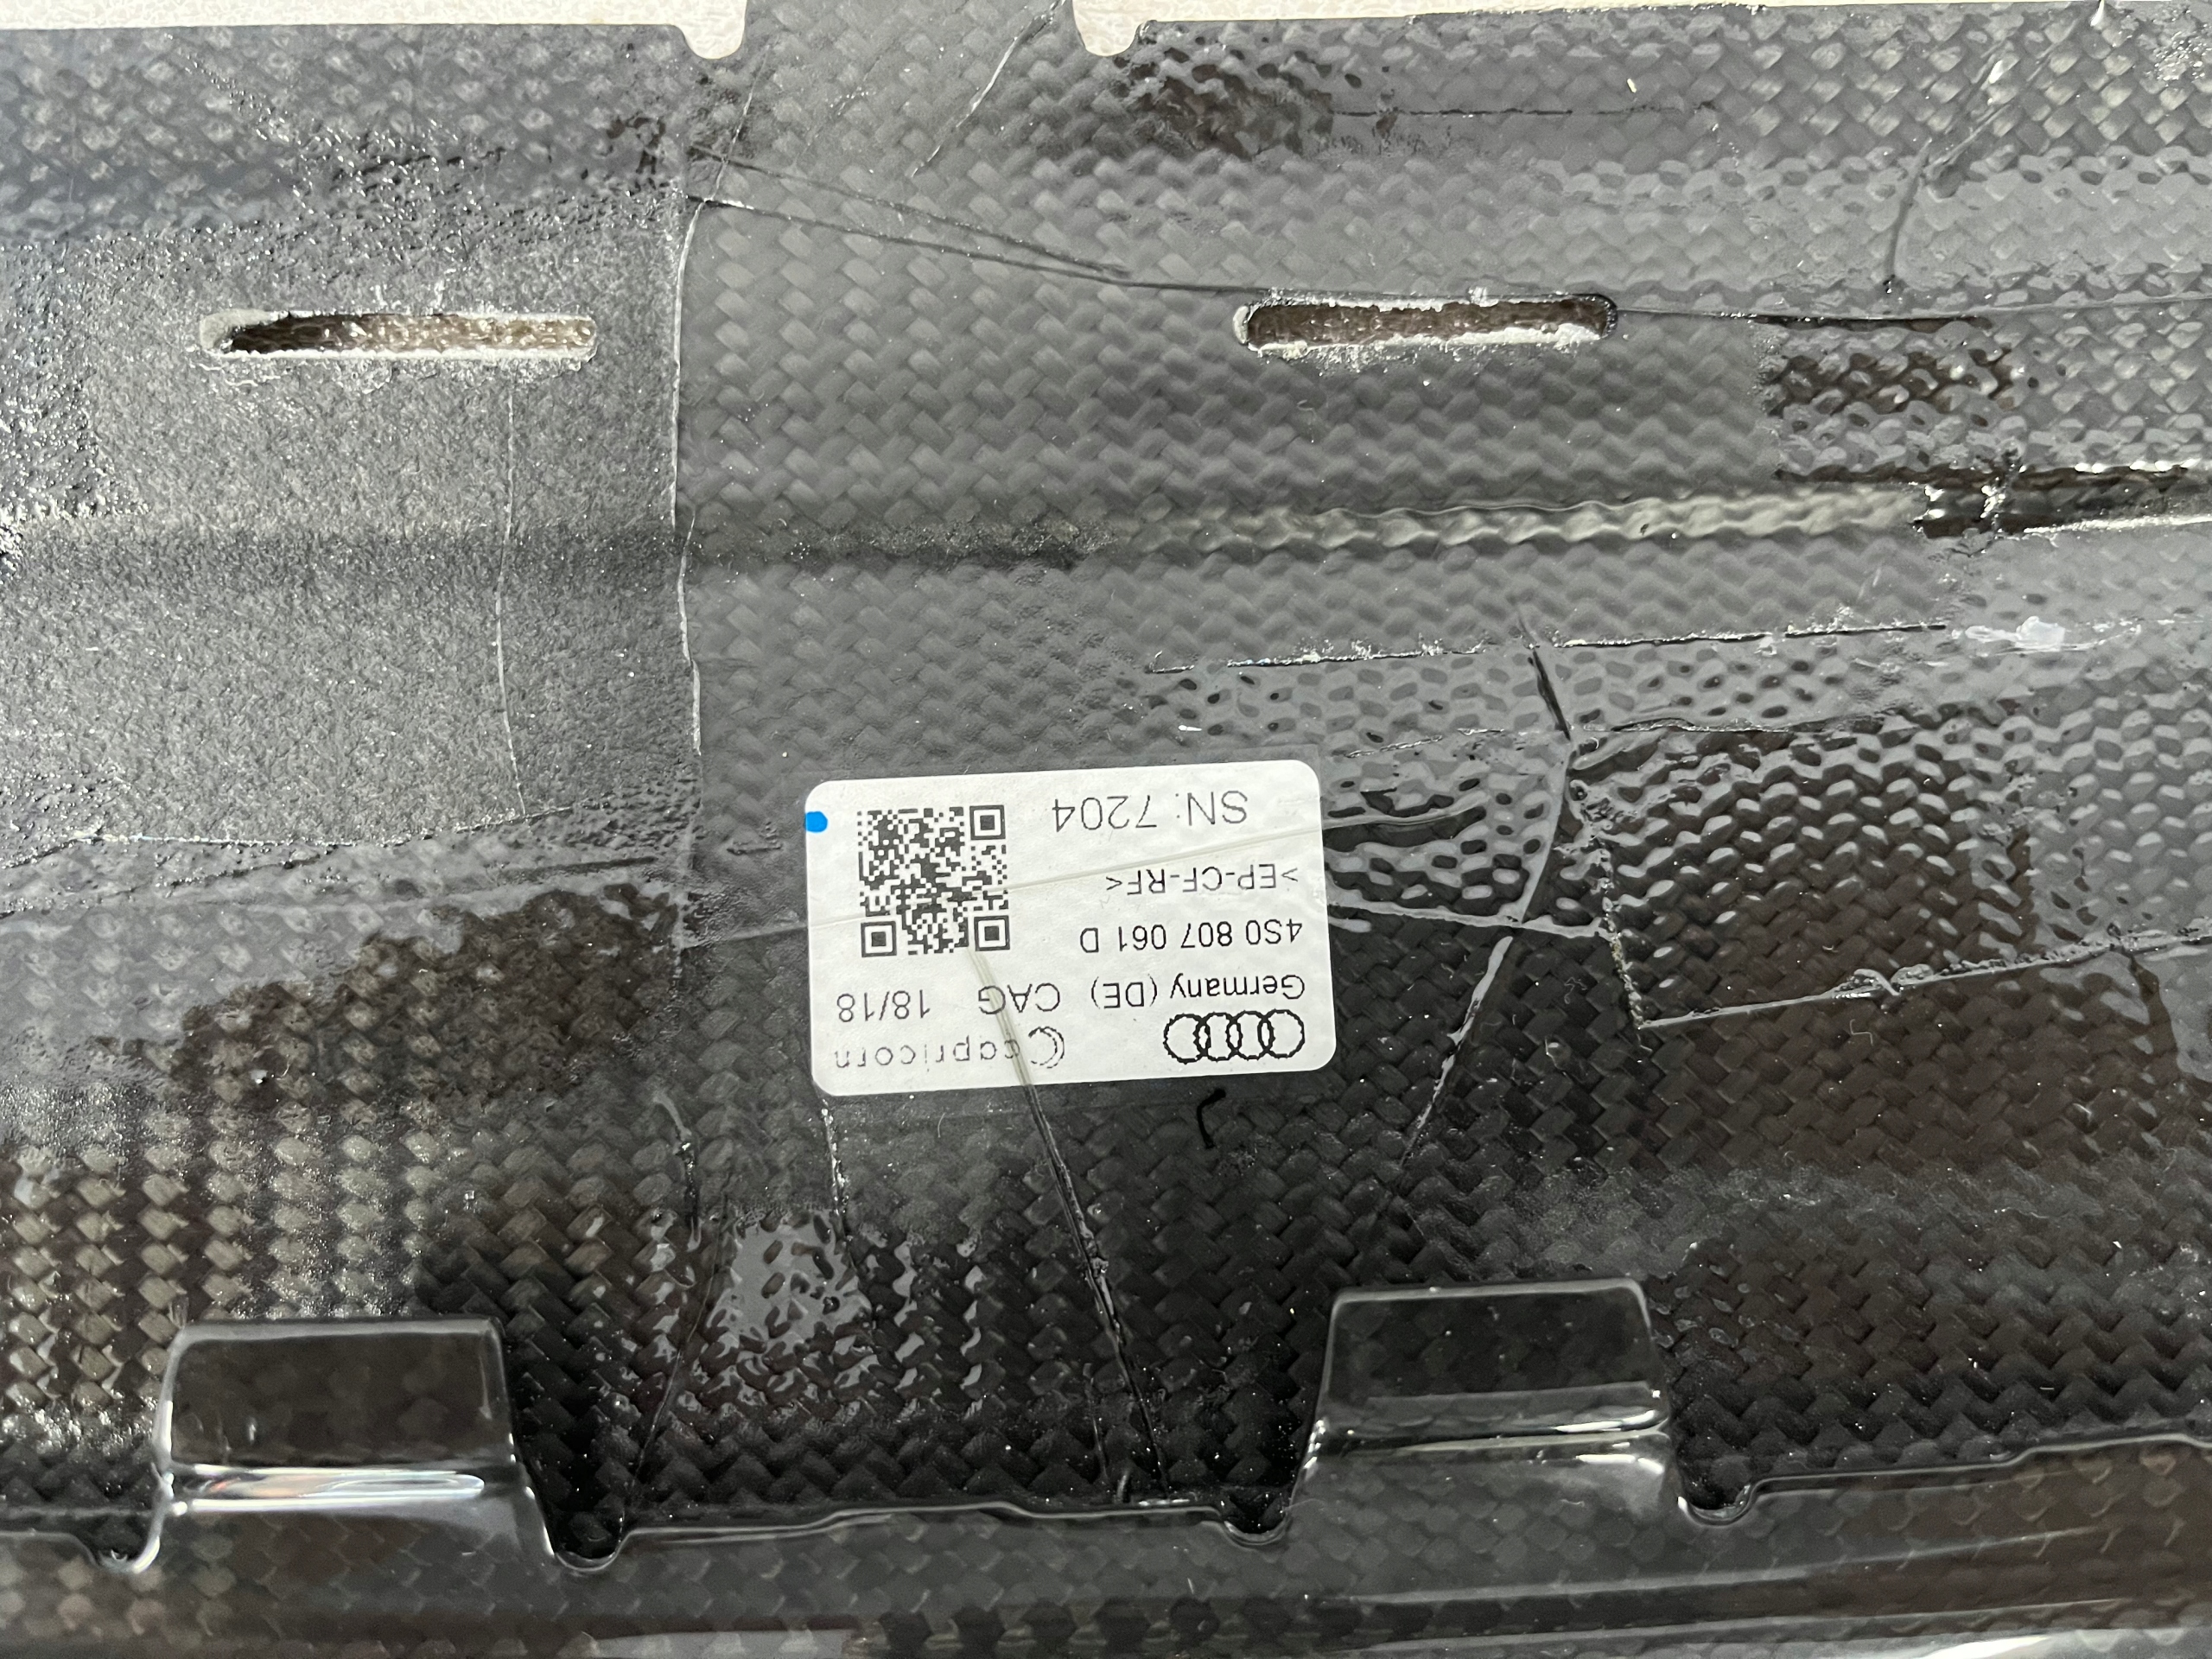 capricorn
Germany (DE) CAG 18/18
4S0 807 061 D
>EP-CF-RF<
SN: 7204